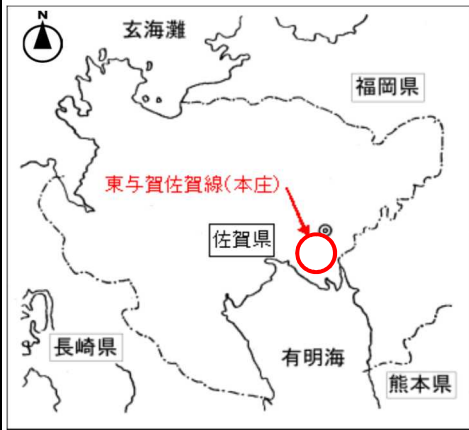 N
玄海灘
福岡県
東与賀佐賀線(本庄)
佐賀県
長崎県
有明海
熊本県